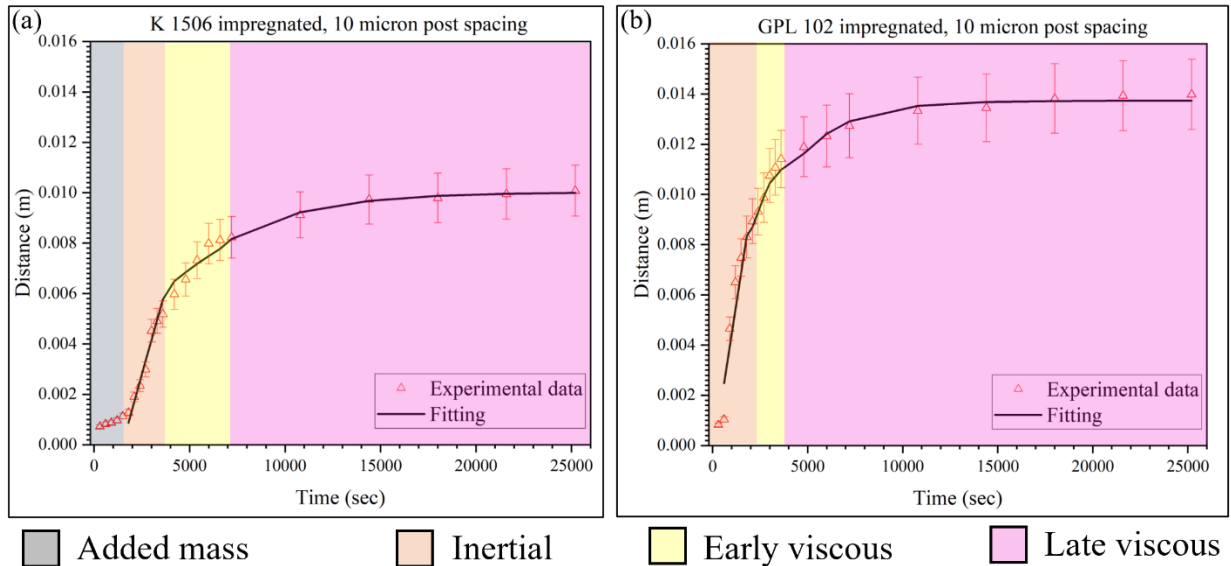 (a) K 1506 impregnated, 10 micron post spacing
0.016
0.014
0.012
0.010
0.008
0.006
0.004
0.002
0.000
Distance (m)
Experimental data
Fitting
0 5000 10000 15000 20000 25000
Time (sec)
(b) GPL 102 impregnated, 10 micron post spacing
0.016
0.014
0.012
0.010
0.008
0.006
0.004
0.002
0.000
Distance (m)
Experimental data
Fitting
0 5000 10000 15000 20000 25000
Time (sec)
Added mass Inertial Early viscous Late viscous